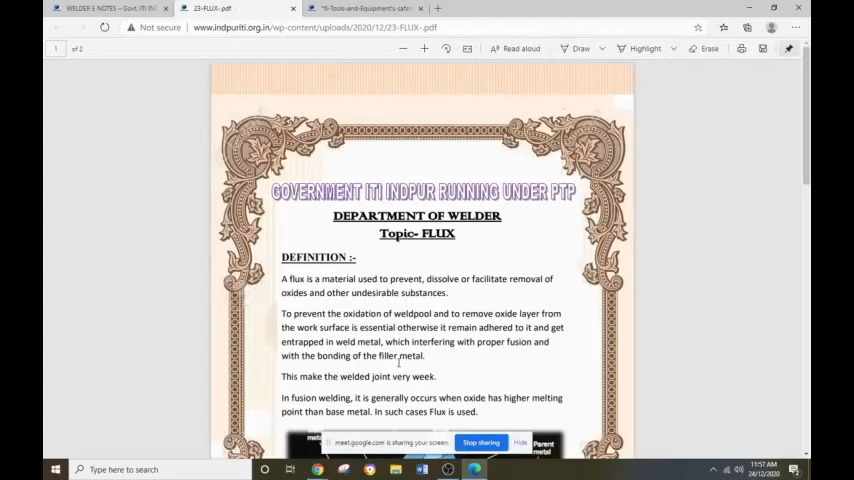 WELDER E NOTES – Govt. ITI IND
23-FLUX-.pdf
*6-Tools-and-Equipment's-safe
Not secure www.indpuriti.org.in/wp-content/uploads/2020/12/23-FLUX-.pdf
1 of 2 Read aloud Draw Highlight Erase
GOVERNMENT ITI INDPUR RUNNING UNDER PTP
DEPARTMENT OF WELDER
Topic- FLUX
DEFINITION :-
A flux is a material used to prevent, dissolve or facilitate removal of
oxides and other undesirable substances.
To prevent the oxidation of weldpool and to remove oxide layer from
the work surface is essential otherwise it remain adhered to it and get
entrapped in weld metal, which interfering with proper fusion and
with the bonding of the filler metal.
This make the welded joint very week.
In fusion welding, it is generally occurs when oxide has higher melting
point than base metal. In such cases Flux is used.
metal
Parent
metal
meet.google.com is sharing your screen. Stop sharing Hide
Type here to search
11:57 AM
24/12/2020